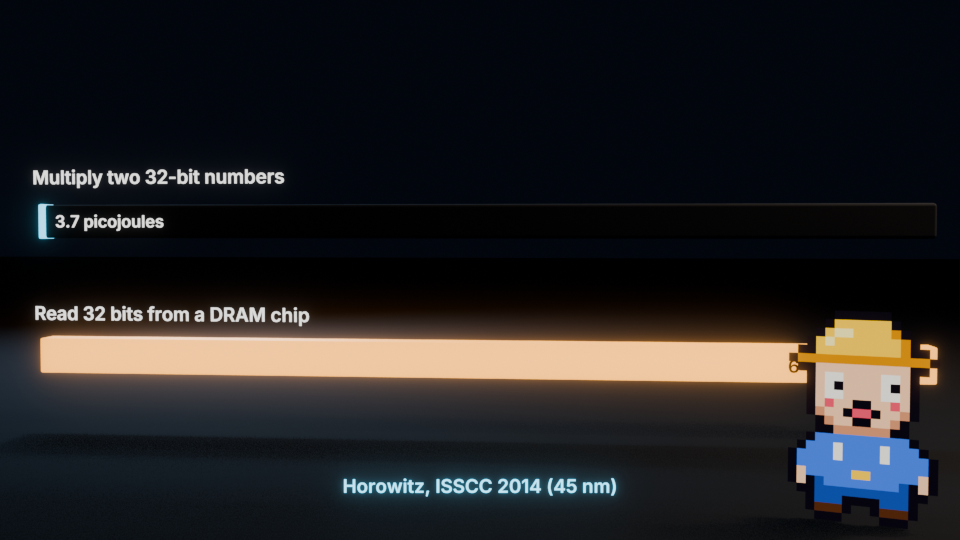 Multiply two 32-bit numbers
3.7 picojoules
Read 32 bits from a DRAM chip
Horowitz, ISSCC 2014 (45 nm)